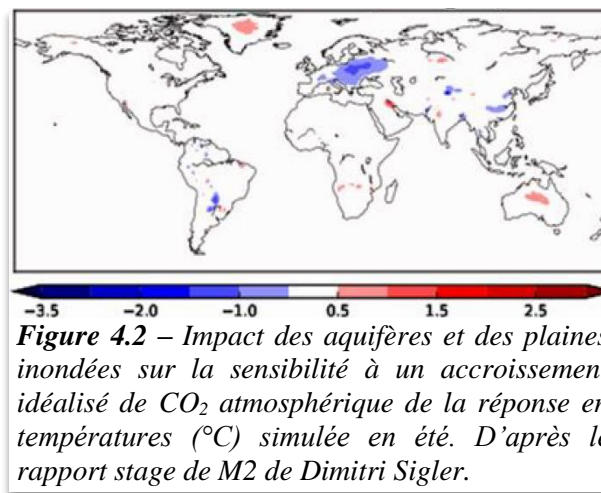 −3.5 −2.0 −1.0 0.5 1.5 2.5
Figure 4.2 – Impact des aquifères et des plaines
inondées sur la sensibilité à un accroissemen
idéalisé de CO2 atmosphérique de la réponse en
températures (°C) simulée en été. D’après le
rapport stage de M2 de Dimitri Sigler.